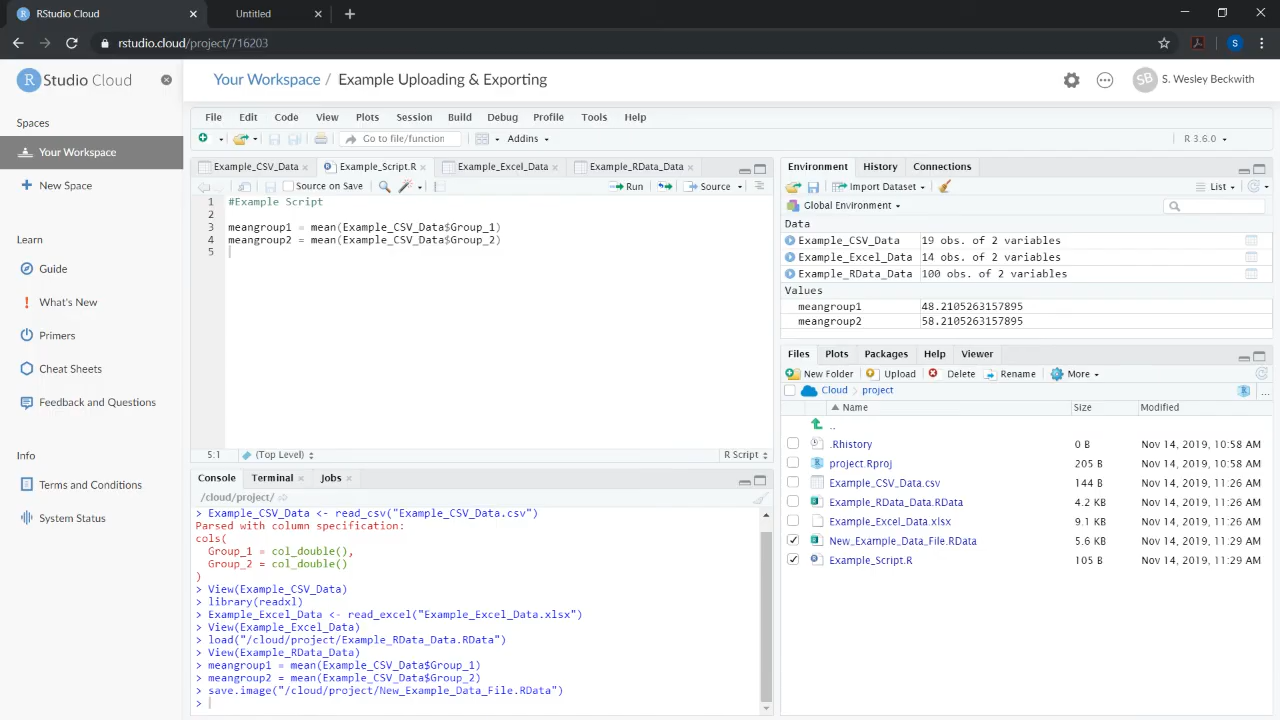 RStudio Cloud
Untitled
rstudio.cloud/project/716203
S
R Studio Cloud
Your Workspace / Example Uploading & Exporting
SB S. Wesley Beckwith
Spaces
Your Workspace
New Space
Learn
Guide
What's New
Primers
Cheat Sheets
Feedback and Questions
Info
Terms and Conditions
System Status
File Edit Code View Plots Session Build Debug Profile Tools Help
Go to file/function Addins
R 3.6.0
Example_CSV_Data Example_Script.R Example_Excel_Data Example_RData_Data
Source on Save Run Source
1 #Example Script
2
3 meangroup1 = mean(Example_CSV_Data$Group_1)
4 meangroup2 = mean(Example_CSV_Data$Group_2)
5
5:1 (Top Level) R Script
Console Terminal Jobs
/cloud/project/
> Example_CSV_Data <- read_csv("Example_CSV_Data.csv")
Parsed with column specification:
cols(
Group_1 = col_double(),
Group_2 = col_double()
)
> View(Example_CSV_Data)
> library(readxl)
> Example_Excel_Data <- read_excel("Example_Excel_Data.xlsx")
> View(Example_Excel_Data)
> load("/cloud/project/Example_RData_Data.RData")
> View(Example_RData_Data)
> meangroup1 = mean(Example_CSV_Data$Group_1)
> meangroup2 = mean(Example_CSV_Data$Group_2)
> save.image("/cloud/project/New_Example_Data_File.RData")
>
Environment History Connections
Import Dataset List
Global Environment
Data
Example_CSV_Data 19 obs. of 2 variables
Example_Excel_Data 14 obs. of 2 variables
Example_RData_Data 100 obs. of 2 variables
Values
meangroup1 48.2105263157895
meangroup2 58.2105263157895
Files Plots Packages Help Viewer
New Folder Upload Delete Rename More
Cloud project ...
Name Size Modified
..
.Rhistory 0 B Nov 14, 2019, 10:58 AM
project.Rproj 205 B Nov 14, 2019, 10:58 AM
Example_CSV_Data.csv 144 B Nov 14, 2019, 11:26 AM
Example_RData_Data.RData 4.2 KB Nov 14, 2019, 11:26 AM
Example_Excel_Data.xlsx 9.1 KB Nov 14, 2019, 11:26 AM
New_Example_Data_File.RData 5.6 KB Nov 14, 2019, 11:29 AM
Example_Script.R 105 B Nov 14, 2019, 11:29 AM